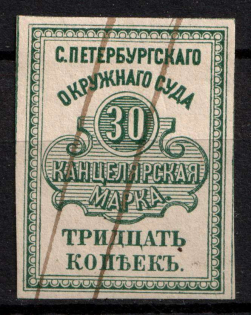 С. ПЕТЕРБУРГСКАГО
ОКРУЖНАГО СУДА
30
КАНЦЕЛЯРСКАЯ
МАРКА
ТРИДЦАТЬ
КОПѢЕКЪ.